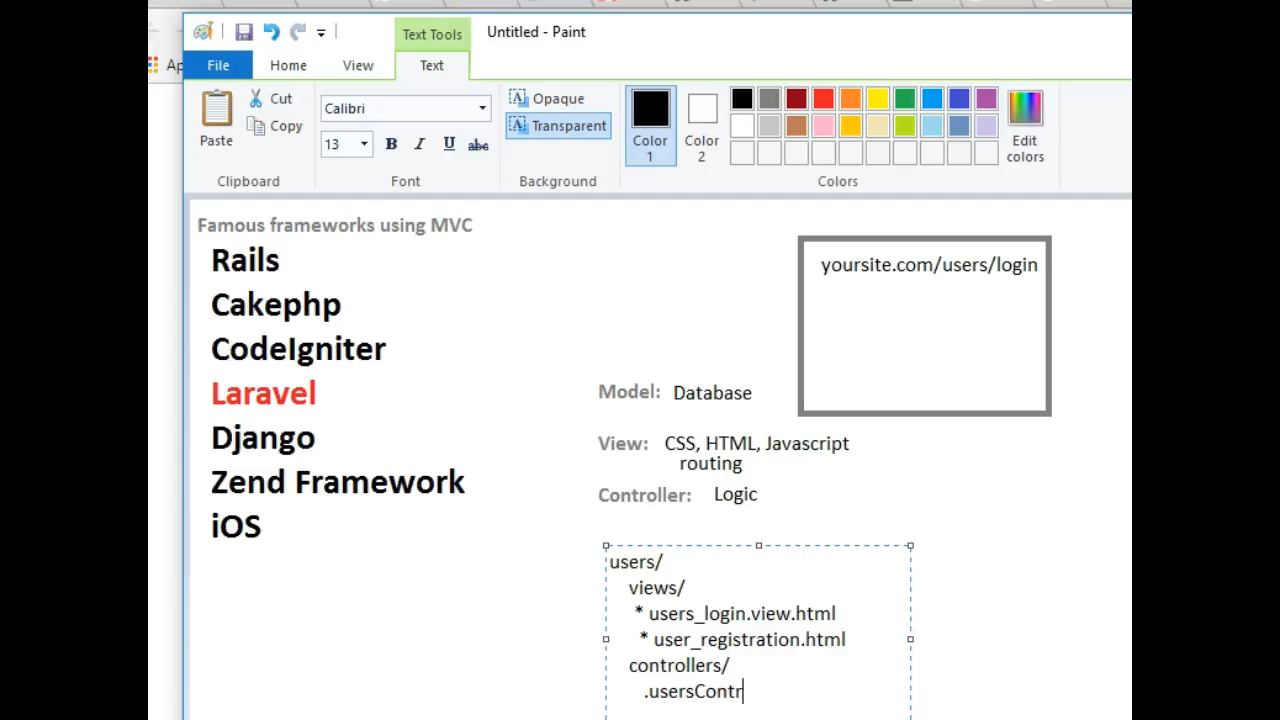 Text Tools
Untitled - Paint
Ap
File
Home
View
Text
Paste
Cut
Copy
Clipboard
Calibri
13
B I U abc
Font
Opaque
Transparent
Background
Color 1
Color 2
Edit colors
Colors
Famous frameworks using MVC
Rails
Cakephp
CodeIgniter
Laravel
Django
Zend Framework
iOS
yoursite.com/users/login
Model: Database
View: CSS, HTML, Javascript
routing
Controller: Logic
users/
views/
* users_login.view.html
* user_registration.html
controllers/
.usersContr